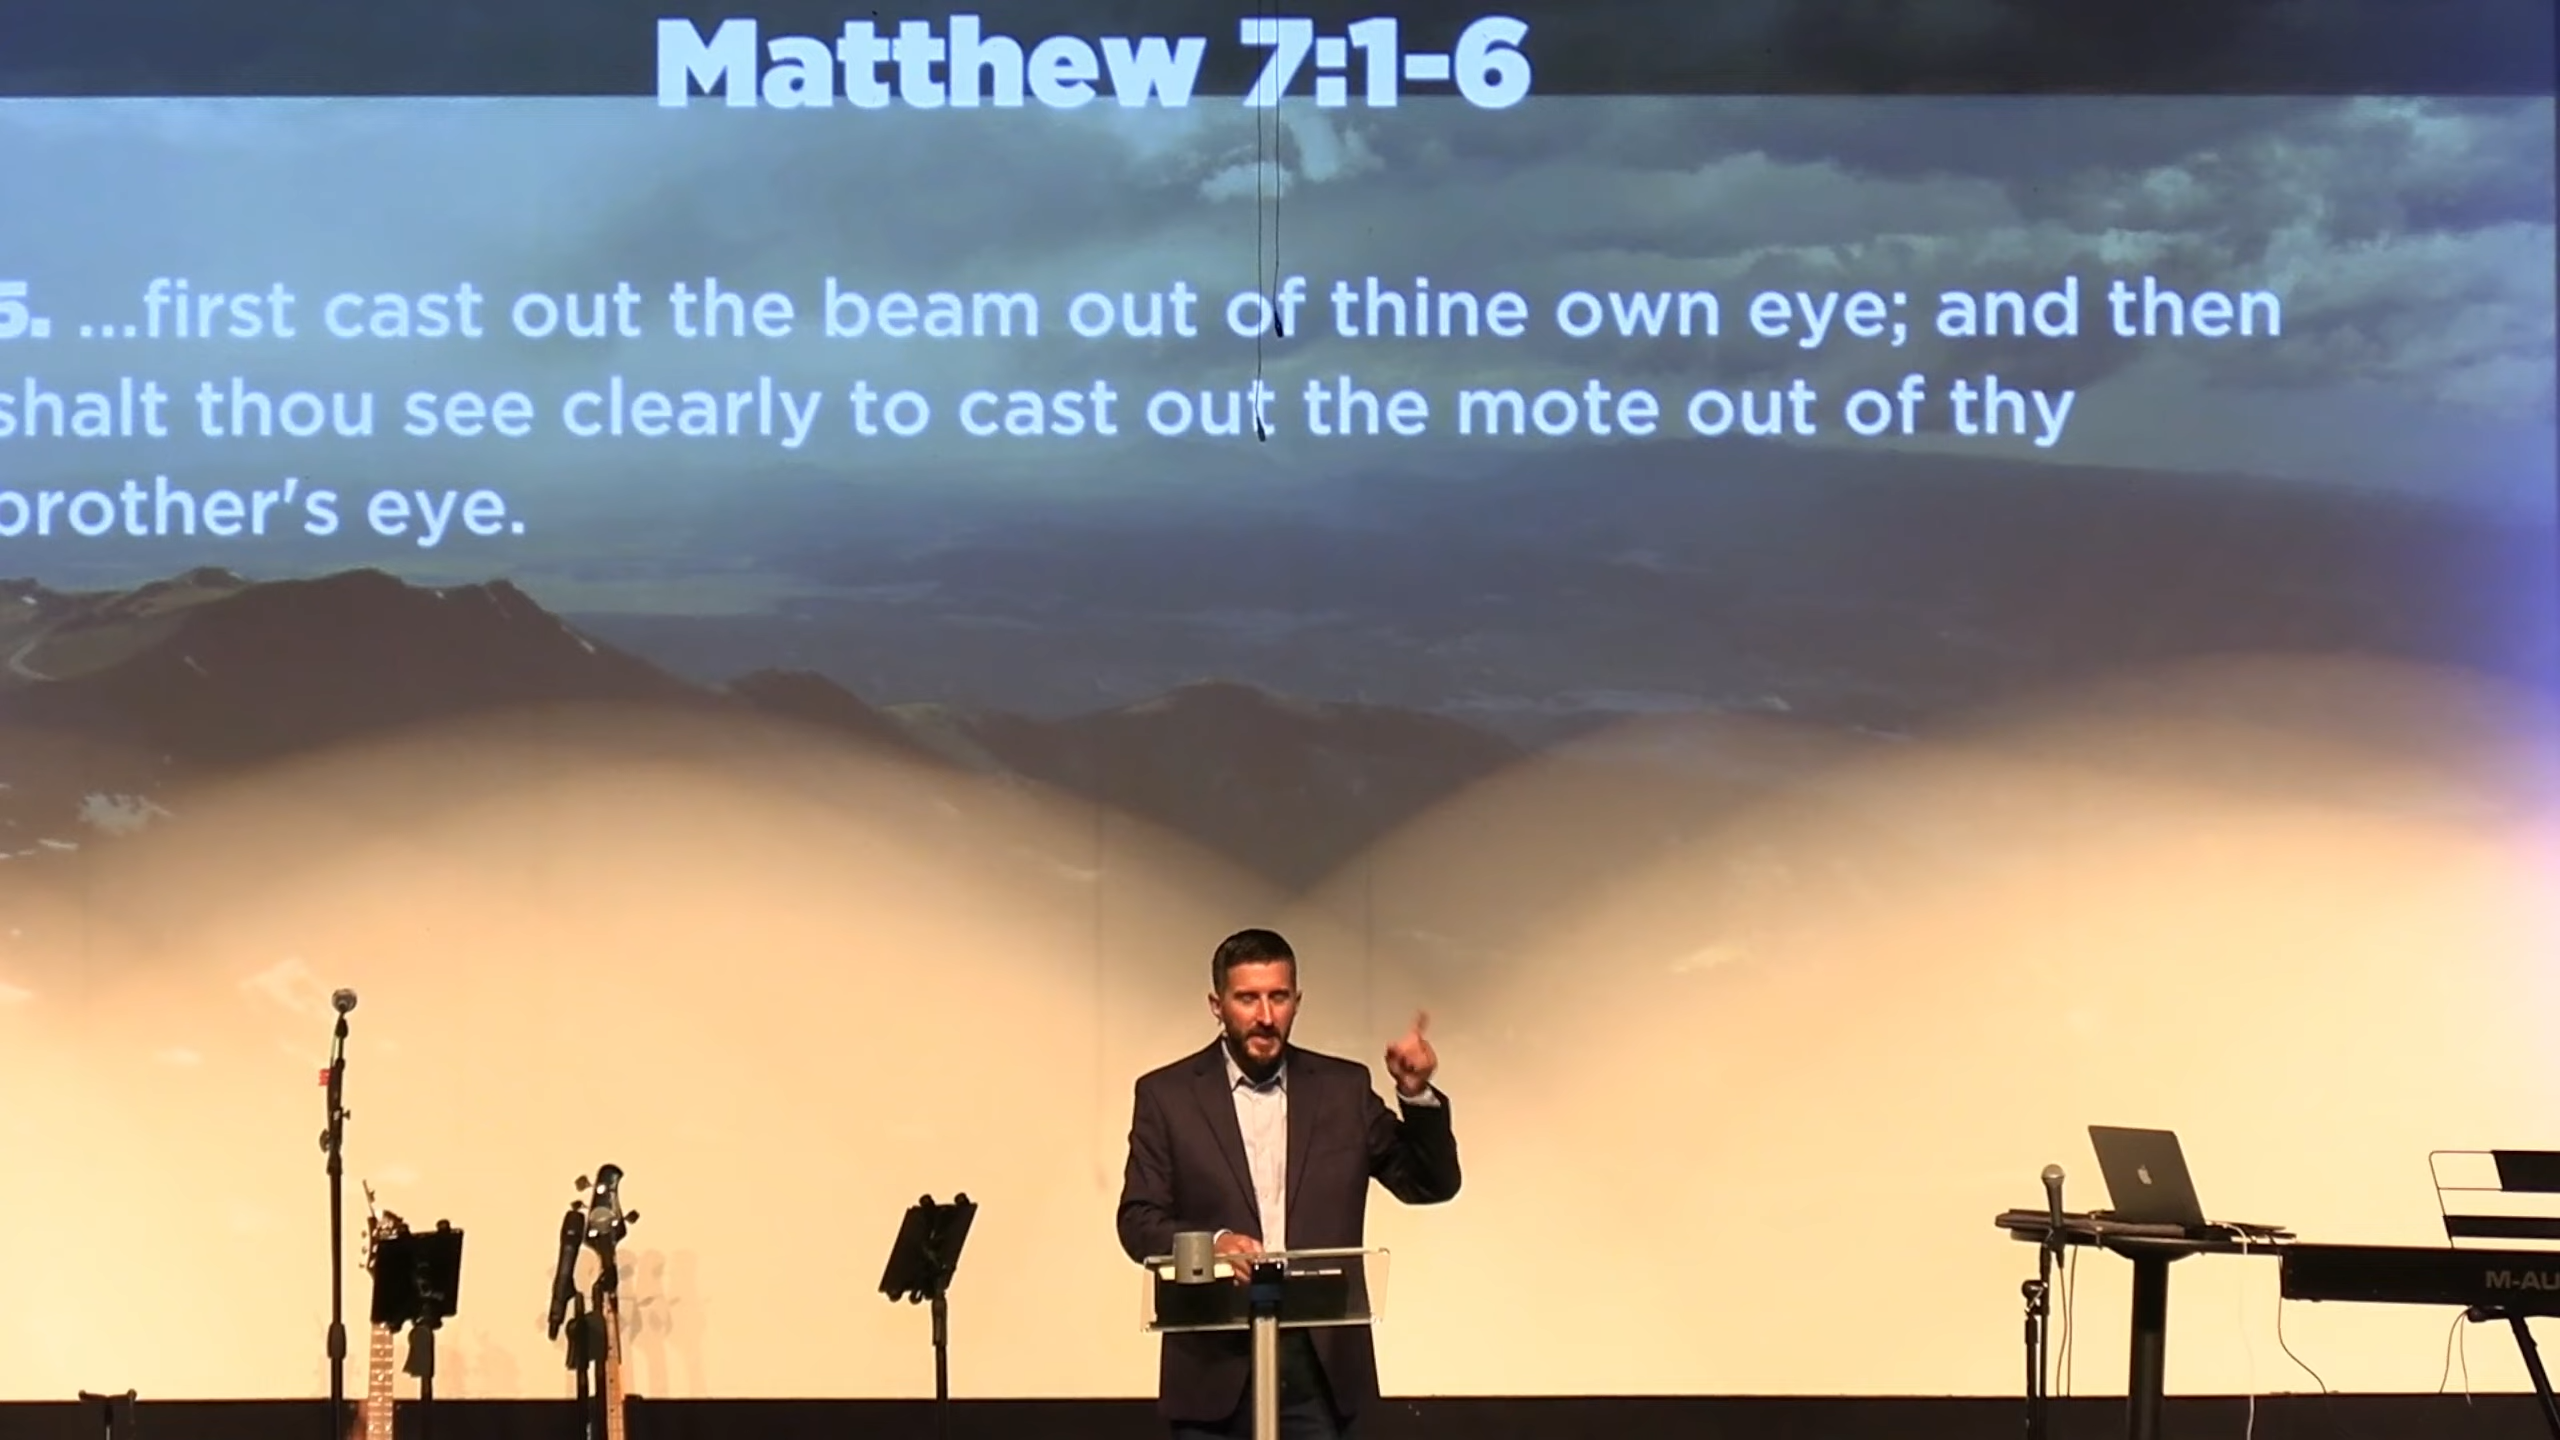 Matthew 7:1-6
5. ...first cast out the beam out of thine own eye; and then
shalt thou see clearly to cast out the mote out of thy
brother's eye.
M-AU